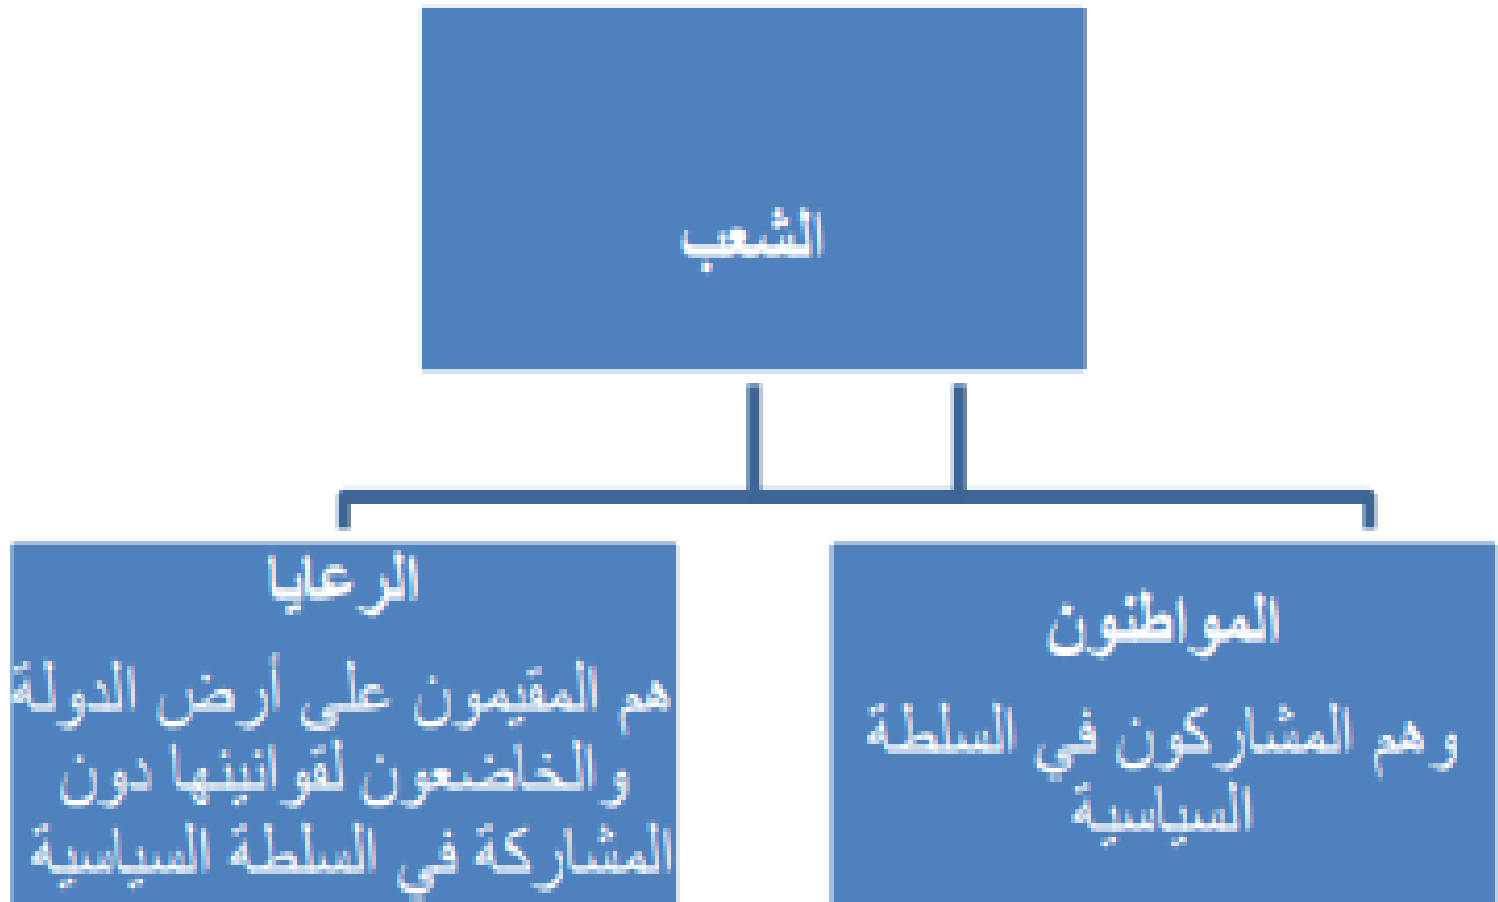 الشعب
المواطنون
وهم المشاركون في السلطة
السياسية
الرعايا
هم المقيمون على أرض الدولة
والخاضعون لقوانينها دون
المشاركة في السلطة السياسية